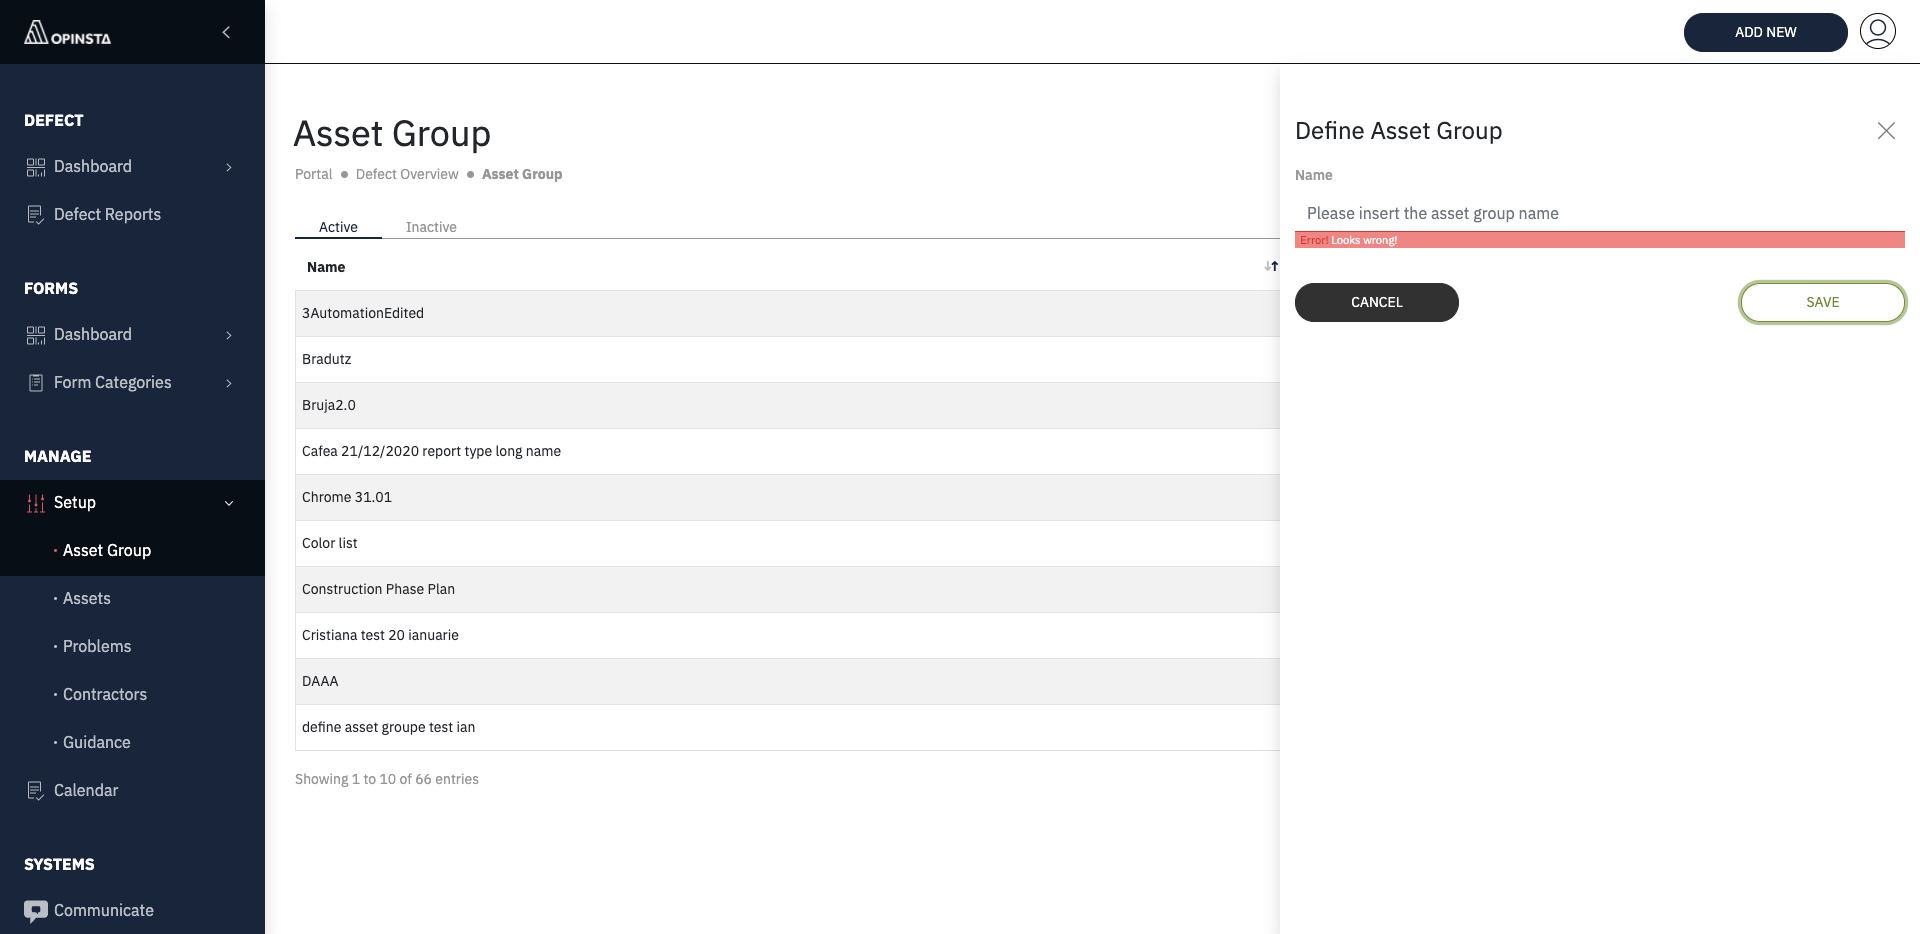 OPINSTA
ADD NEW
DEFECT
Dashboard
Defect Reports
FORMS
Dashboard
Form Categories
MANAGE
Setup
Asset Group
Assets
Problems
Contractors
Guidance
Calendar
SYSTEMS
Communicate
Asset Group
Portal • Defect Overview • Asset Group
Active Inactive
Name
3AutomationEdited
Bradutz
Bruja2.0
Cafea 21/12/2020 report type long name
Chrome 31.01
Color list
Construction Phase Plan
Cristiana test 20 ianuarie
DAAA
define asset groupe test ian
Showing 1 to 10 of 66 entries
Define Asset Group
Name
Please insert the asset group name
Error! Looks wrong!
CANCEL SAVE